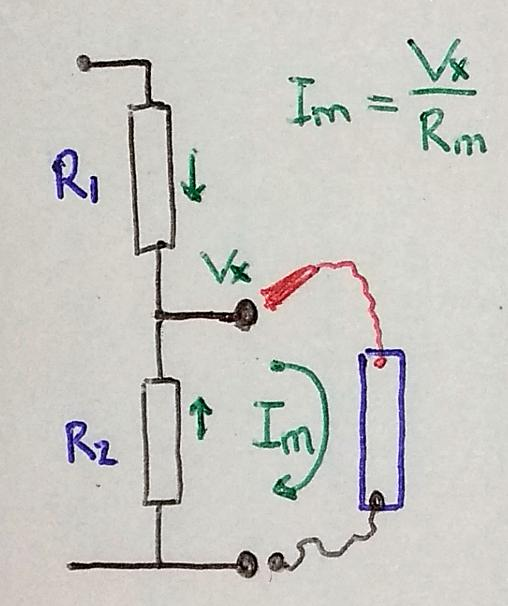 Im = Vx
Rm
R1
Vx
Im
R2